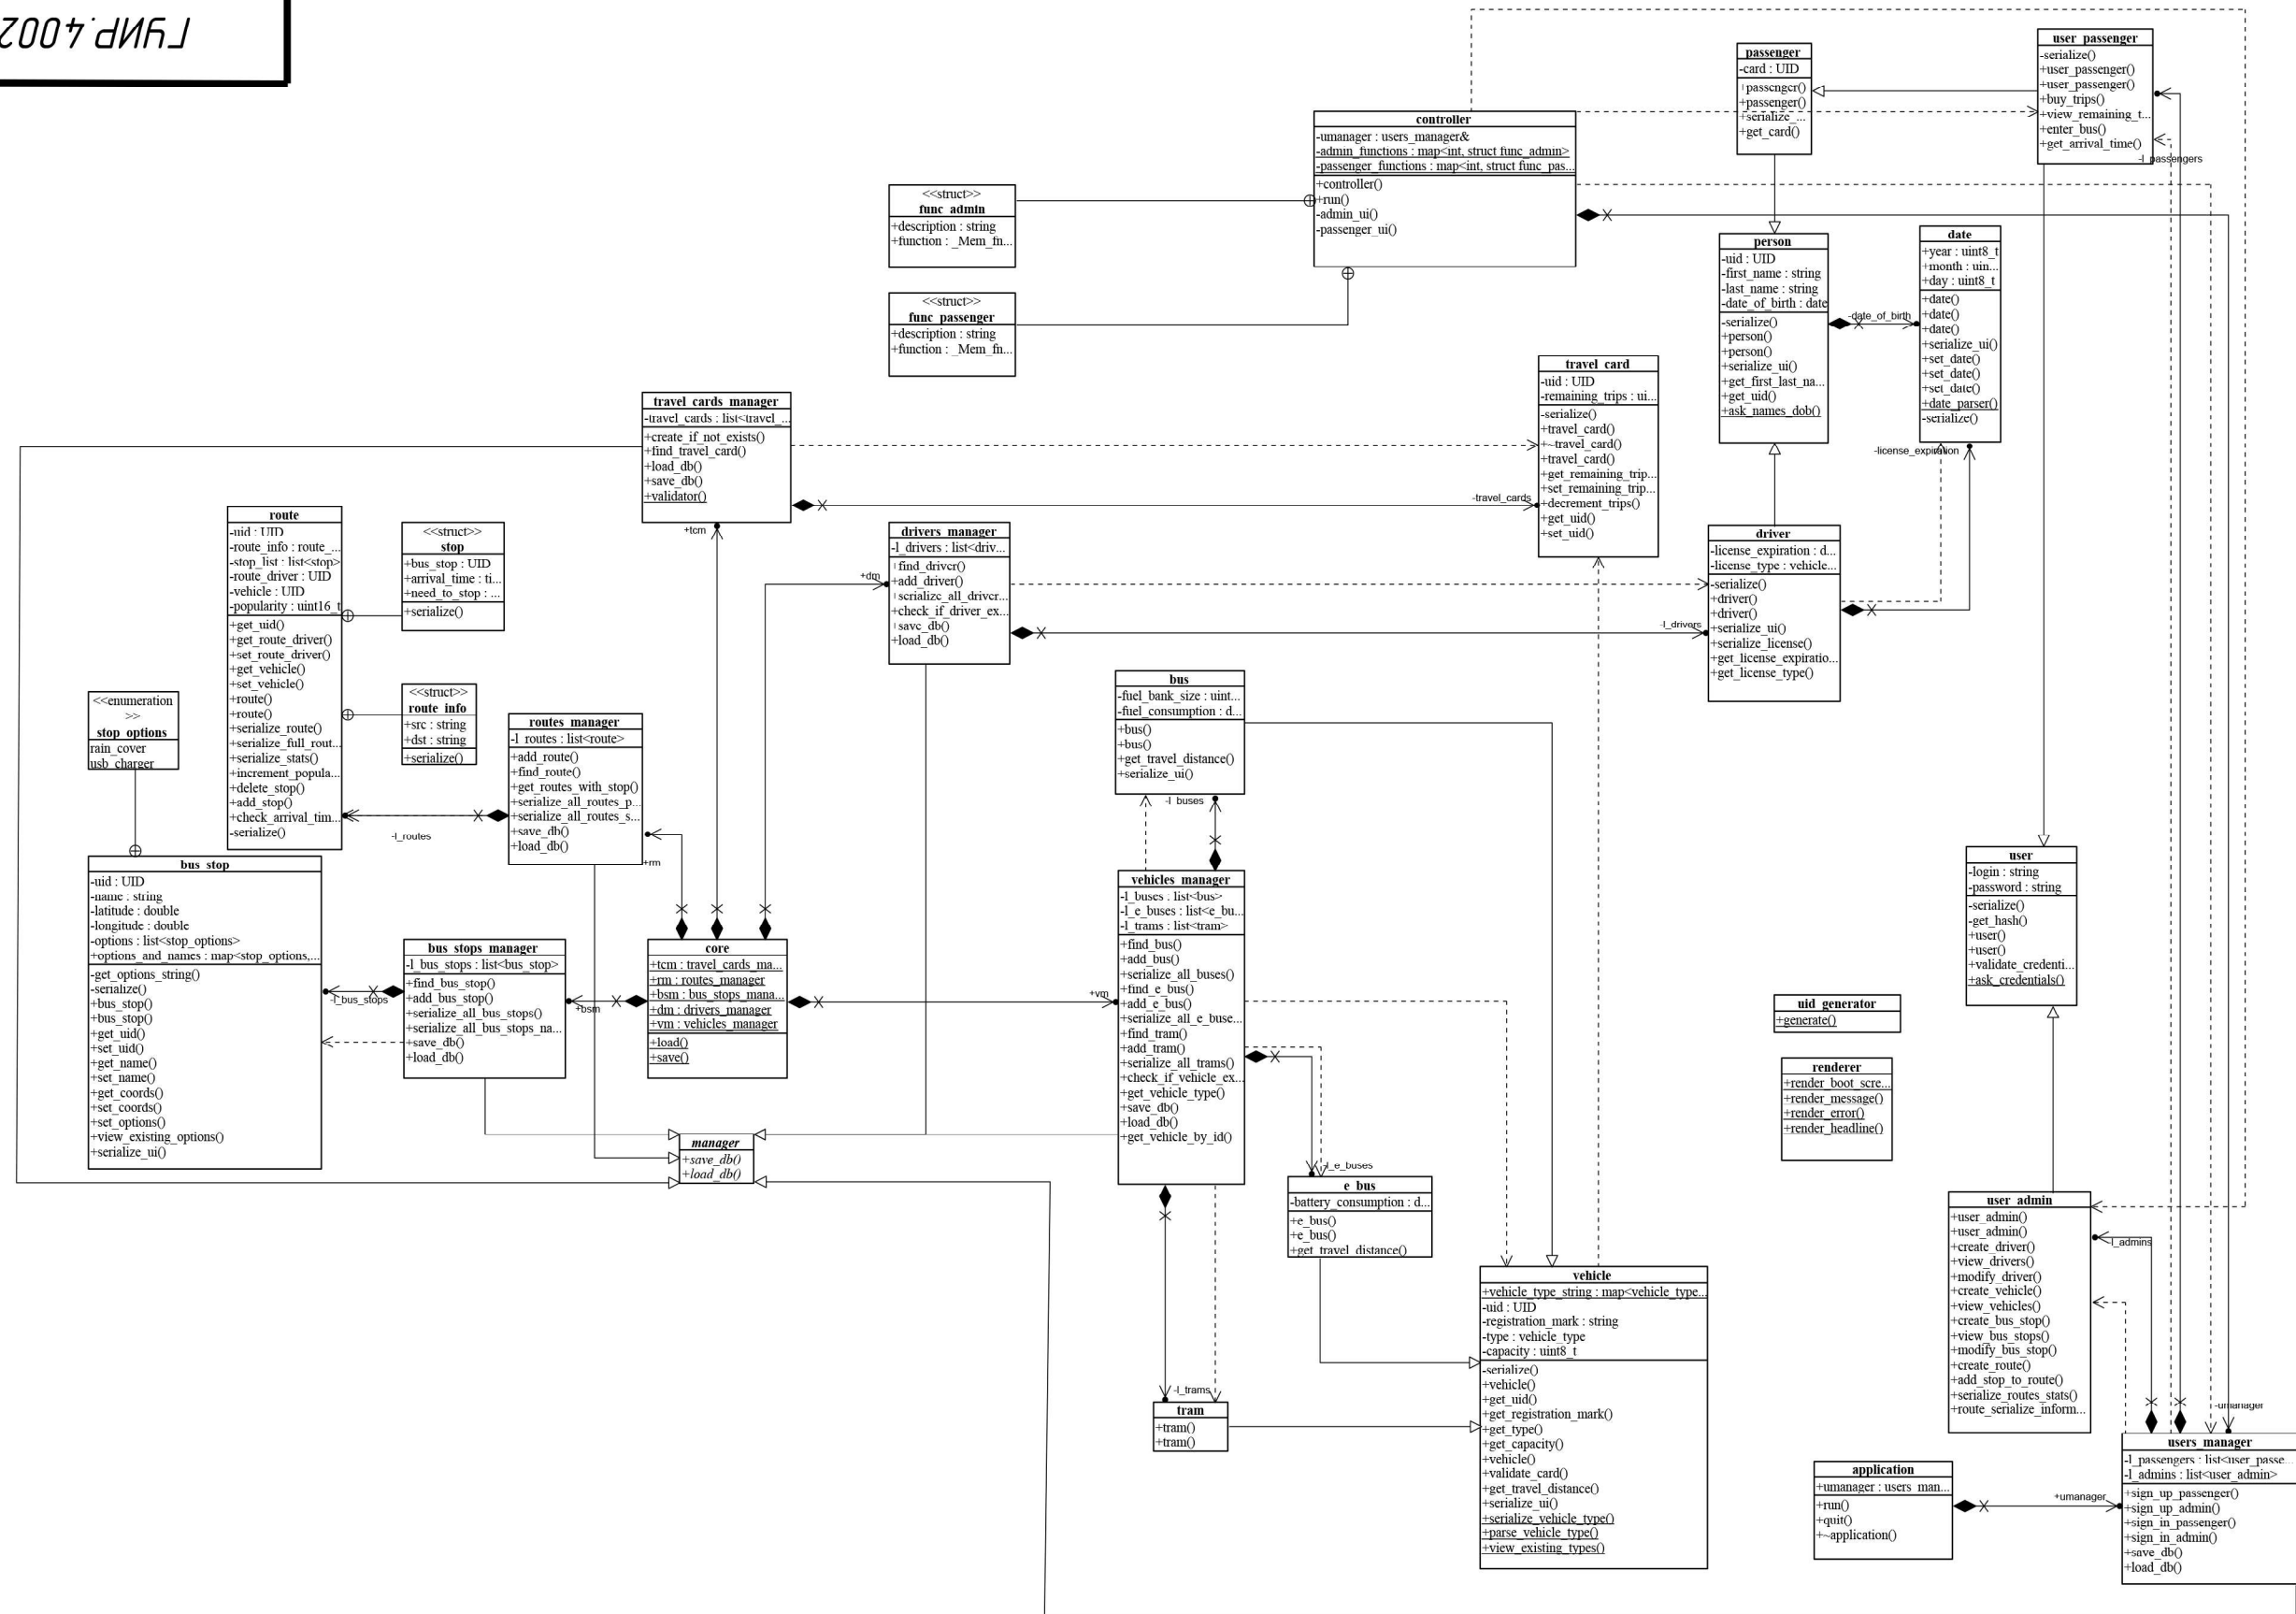 ГУИР.4002
passenger
-card : UID
+passenger()
+passenger()
+serialize_...
+get_card()
user_passenger
-serialize()
+user_passenger()
+user_passenger()
+buy_trips()
+view_remaining_t...
+enter_bus()
+get_arrival_time()
-l_passengers
controller
-umanager : users_manager&
-admin_functions : map<int, struct func_admin>
-passenger_functions : map<int, struct func_pas...
+controller()
+run()
-admin_ui()
-passenger_ui()
<<struct>>
func_admin
+description : string
+function : _Mem_fn...
<<struct>>
func_passenger
+description : string
+function : _Mem_fn...
person
-uid : UID
-first_name : string
-last_name : string
-date_of_birth : date
-serialize()
+person()
+person()
+serialize_ui()
+get_first_last_na...
+get_uid()
+ask_names_dob()
-date_of_birth
date
+year : uint8_t
+month : uin...
+day : uint8_t
+date()
+date()
+date()
+serialize_ui()
+set_date()
+set_date()
+set_date()
+date_parser()
-serialize()
-license_expiration
travel_card
-uid : UID
-remaining_trips : ui...
-serialize()
+travel_card()
+~travel_card()
+travel_card()
+get_remaining_trip...
+set_remaining_trip...
+decrement_trips()
+get_uid()
+set_uid()
-travel_cards
travel_cards_manager
-travel_cards : list<travel_...
+create_if_not_exists()
+find_travel_card()
+load_db()
+save_db()
+validator()
+tcm
route
-uid : UID
-route_info : route_...
-stop_list : list<stop>
-route_driver : UID
-vehicle : UID
-popularity : uint16_t
+get_uid()
+get_route_driver()
+set_route_driver()
+get_vehicle()
+set_vehicle()
+route()
+route()
+serialize_route()
+serialize_full_rout...
+serialize_stats()
+increment_popula...
+delete_stop()
+add_stop()
+check_arrival_tim...
-serialize()
<<struct>>
stop
+bus_stop : UID
+arrival_time : ti...
+need_to_stop : ...
+serialize()
<<struct>>
route_info
+src : string
+dst : string
+serialize()
drivers_manager
-l_drivers : list<driv...
+find_driver()
+add_driver()
+serialize_all_driver...
+check_if_driver_ex...
+save_db()
+load_db()
+dm
-l_drivers
driver
-license_expiration : d...
-license_type : vehicle...
-serialize()
+driver()
+driver()
+serialize_ui()
+serialize_license()
+get_license_expiratio...
+get_license_type()
<<enumeration
>>
stop_options
rain_cover
usb_charger
routes_manager
-l_routes : list<route>
+add_route()
+find_route()
+get_routes_with_stop()
+serialize_all_routes_p...
+serialize_all_routes_s...
+save_db()
+load_db()
-l_routes
+rm
bus
-fuel_bank_size : uint...
-fuel_consumption : d...
+bus()
+bus()
+get_travel_distance()
+serialize_ui()
-l_buses
bus_stop
-uid : UID
-name : string
-latitude : double
-longitude : double
-options : list<stop_options>
+options_and_names : map<stop_options,...
-get_options_string()
-serialize()
+bus_stop()
+bus_stop()
+get_uid()
+set_uid()
+get_name()
+set_name()
+get_coords()
+set_coords()
+set_options()
+view_existing_options()
+serialize_ui()
-l_bus_stops
bus_stops_manager
-l_bus_stops : list<bus_stop>
+find_bus_stop()
+add_bus_stop()
+serialize_all_bus_stops()
+serialize_all_bus_stops_na...
+save_db()
+load_db()
+bsm
core
+tcm : travel_cards_ma...
+rm : routes_manager
+bsm : bus_stops_mana...
+dm : drivers_manager
+vm : vehicles_manager
+load()
+save()
+vm
vehicles_manager
-l_buses : list<bus>
-l_e_buses : list<e_bu...
-l_trams : list<tram>
+find_bus()
+add_bus()
+serialize_all_buses()
+find_e_bus()
+add_e_bus()
+serialize_all_e_buse...
+find_tram()
+add_tram()
+serialize_all_trams()
+check_if_vehicle_ex...
+get_vehicle_type()
+save_db()
+load_db()
+get_vehicle_by_id()
manager
+save_db()
+load_db()
-l_e_buses
e_bus
-battery_consumption : d...
+e_bus()
+e_bus()
+get_travel_distance()
-l_trams
tram
+tram()
+tram()
vehicle
+vehicle_type_string : map<vehicle_type...
-uid : UID
-registration_mark : string
-type : vehicle_type
-capacity : uint8_t
-serialize()
+vehicle()
+get_uid()
+get_registration_mark()
+get_type()
+get_capacity()
+vehicle()
+validate_card()
+get_travel_distance()
+serialize_ui()
+serialize_vehicle_type()
+parse_vehicle_type()
+view_existing_types()
user
-login : string
-password : string
-serialize()
-get_hash()
+user()
+user()
+validate_credenti...
+ask_credentials()
uid_generator
+generate()
renderer
+render_boot_scre...
+render_message()
+render_error()
+render_headline()
user_admin
+user_admin()
+user_admin()
+create_driver()
+view_drivers()
+modify_driver()
+create_vehicle()
+view_vehicles()
+create_bus_stop()
+view_bus_stops()
+modify_bus_stop()
+create_route()
+add_stop_to_route()
+serialize_routes_stats()
+route_serialize_inform...
-l_admins
-umanager
application
+umanager : users_man...
+run()
+quit()
+~application()
+umanager
users_manager
-l_passengers : list<user_passe...
-l_admins : list<user_admin>
+sign_up_passenger()
+sign_up_admin()
+sign_in_passenger()
+sign_in_admin()
+save_db()
+load_db()